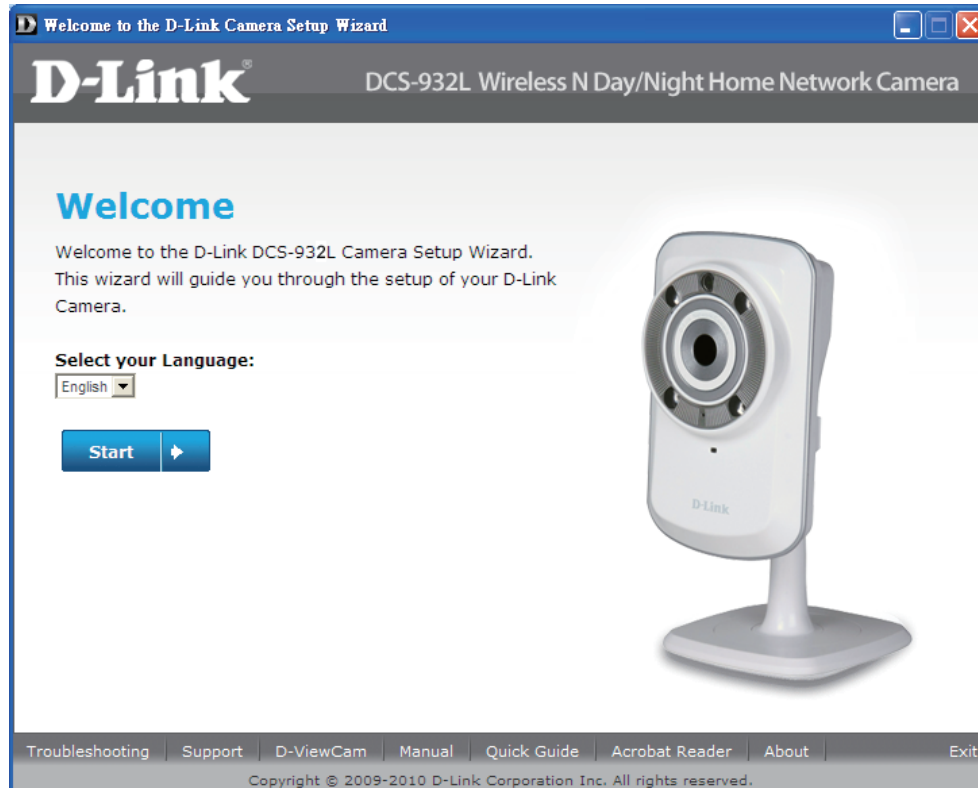 Welcome to the D-Link Camera Setup Wizard
D-Link®
DCS-932L Wireless N Day/Night Home Network Camera
Welcome
Welcome to the D-Link DCS-932L Camera Setup Wizard.
This wizard will guide you through the setup of your D-Link
Camera.
Select your Language:
English
Start
D-Link
Troubleshooting Support D-ViewCam Manual Quick Guide Acrobat Reader About Exit
Copyright © 2009-2010 D-Link Corporation Inc. All rights reserved.